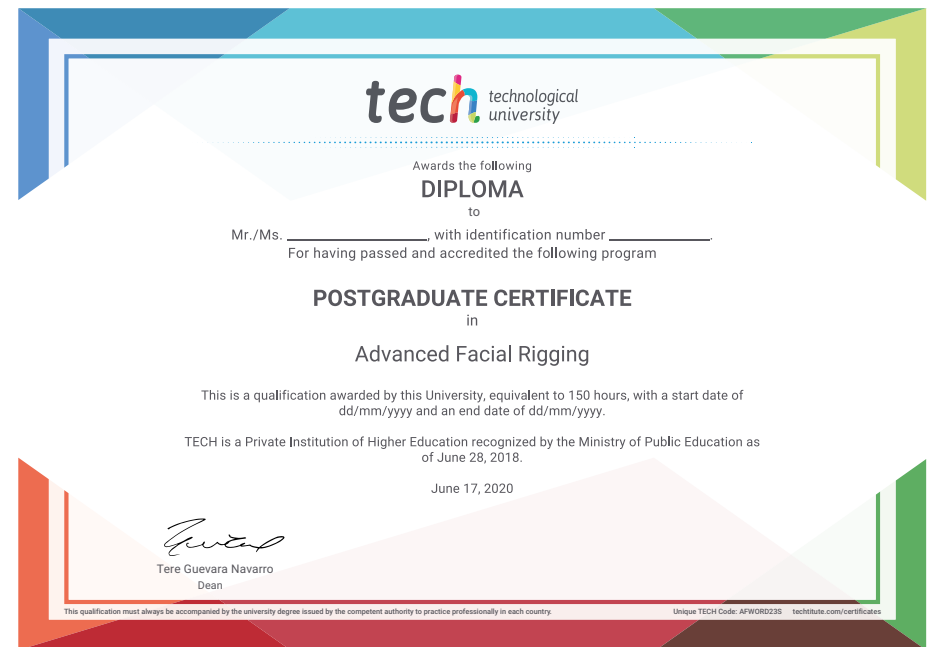 tech technological
university
Awards the following
DIPLOMA
to
Mr./Ms. ____________________, with identification number ______________.
For having passed and accredited the following program
POSTGRADUATE CERTIFICATE
in
Advanced Facial Rigging
This is a qualification awarded by this University, equivalent to 150 hours, with a start date of
dd/mm/yyyy and an end date of dd/mm/yyyy.
TECH is a Private Institution of Higher Education recognized by the Ministry of Public Education as
of June 28, 2018.
June 17, 2020
Tere Guevara Navarro
Dean
This qualification must always be accompanied by the university degree issued by the competent authority to practice professionally in each country. Unique TECH Code: AFWORD23S techtitute.com/certificates